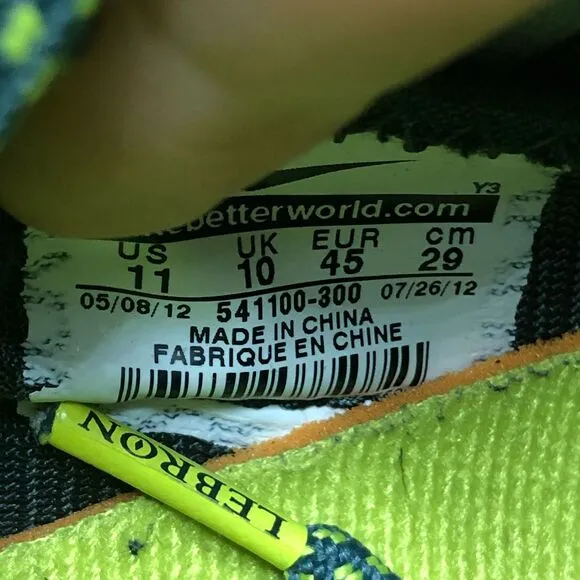 Y3
betterworld.com
US UK EUR cm
11 10 45 29
05/08/12 541100-300 07/26/12
MADE IN CHINA
FABRIQUE EN CHINE
LEBRON